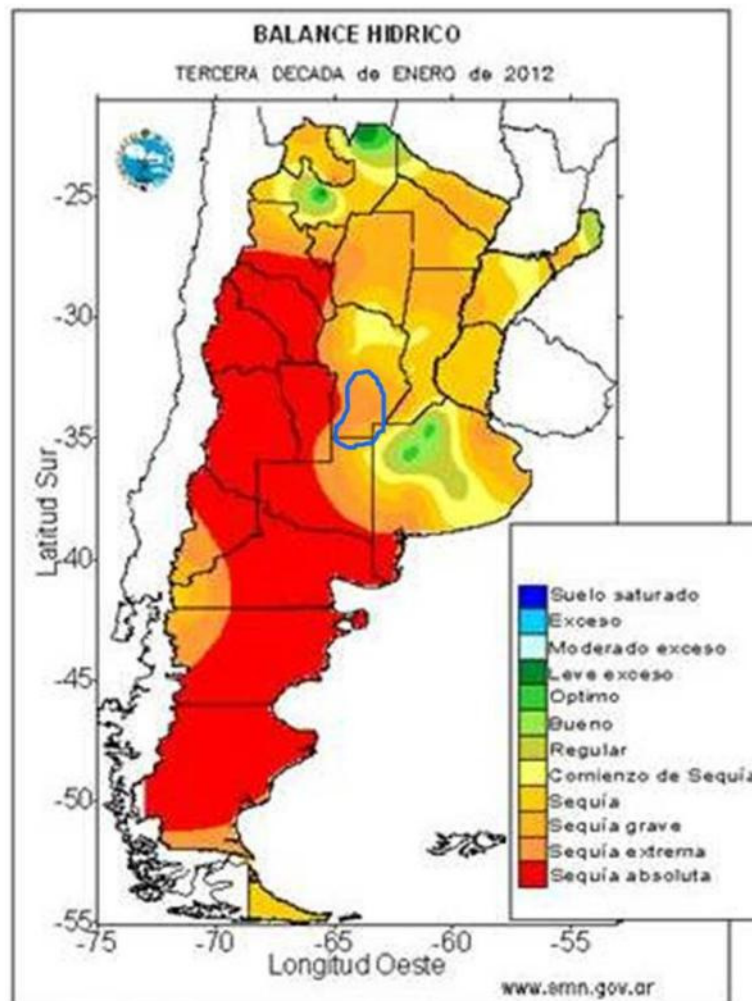 BALANCE HIDRICO
TERCERA DECADA de ENERO de 2012
-25
-30
-35
-40
-45
-50
-55
Latitud Sur
-75
-70
-65
-60
-55
Longitud Oeste
Suelo saturado
Exceso
Moderado exceso
Leve exceso
Optimo
Bueno
Regular
Comienzo de Sequía
Sequía
Sequía grave
Sequía extrema
Sequía absoluta
www.smn.gov.ar